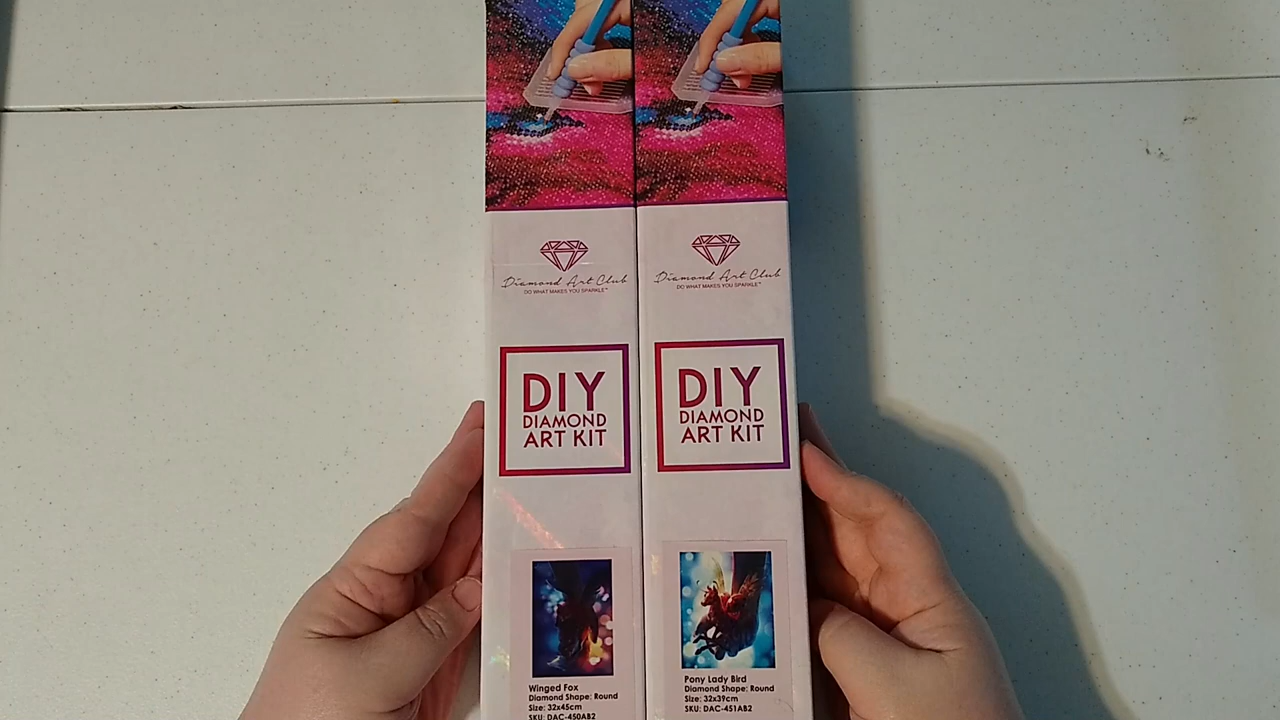 Diamond Art Club
DO WHAT MAKES YOU SPARKLE™
DIY
DIAMOND
ART KIT
Winged Fox
Diamond Shape: Round
Size: 32x45cm
SKU: DAC-450AB2
Diamond Art Club
DO WHAT MAKES YOU SPARKLE™
DIY
DIAMOND
ART KIT
Pony Lady Bird
Diamond Shape: Round
Size: 32x39cm
SKU: DAC-451AB2